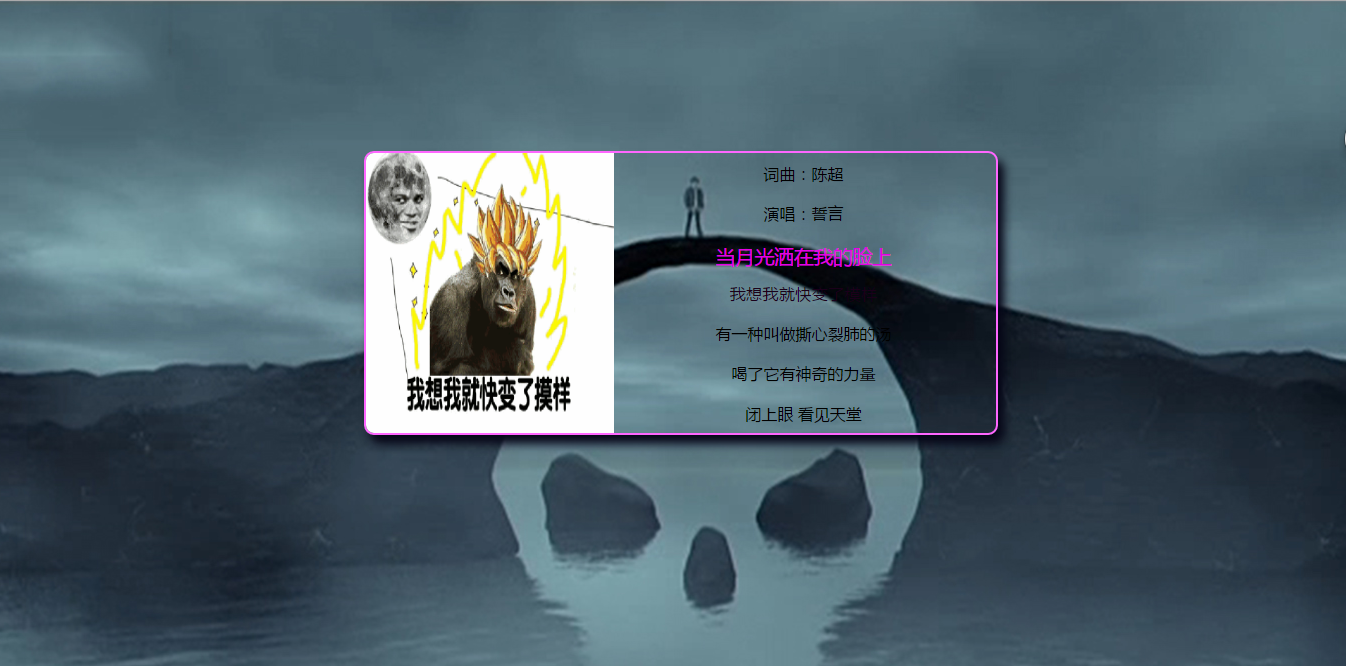 我想我就快变了摸样
词曲：陈超
演唱：誓言
当月光洒在我的脸上
我想我就快变了
有一种叫做撕心裂肺的汤
喝了它有神奇的力量
闭上眼 看见天堂